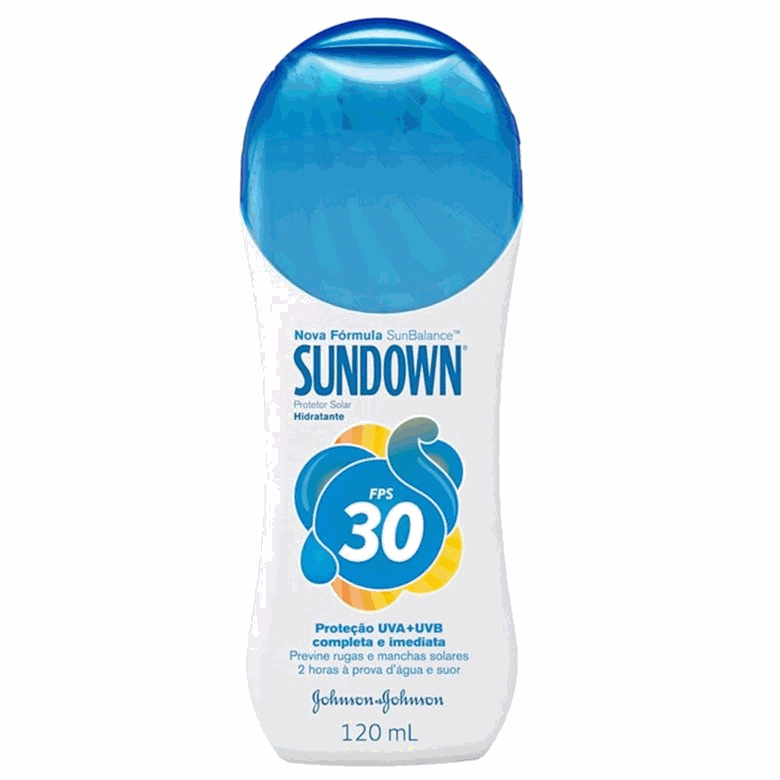 Nova Fórmula SunBalance™
SUNDOWN®
Protetor Solar
Hidratante
FPS
30
Proteção UVA+UVB
completa e imediata
Previne rugas e manchas solares
2 horas à prova d'água e suor
Johnson & Johnson
120 mL